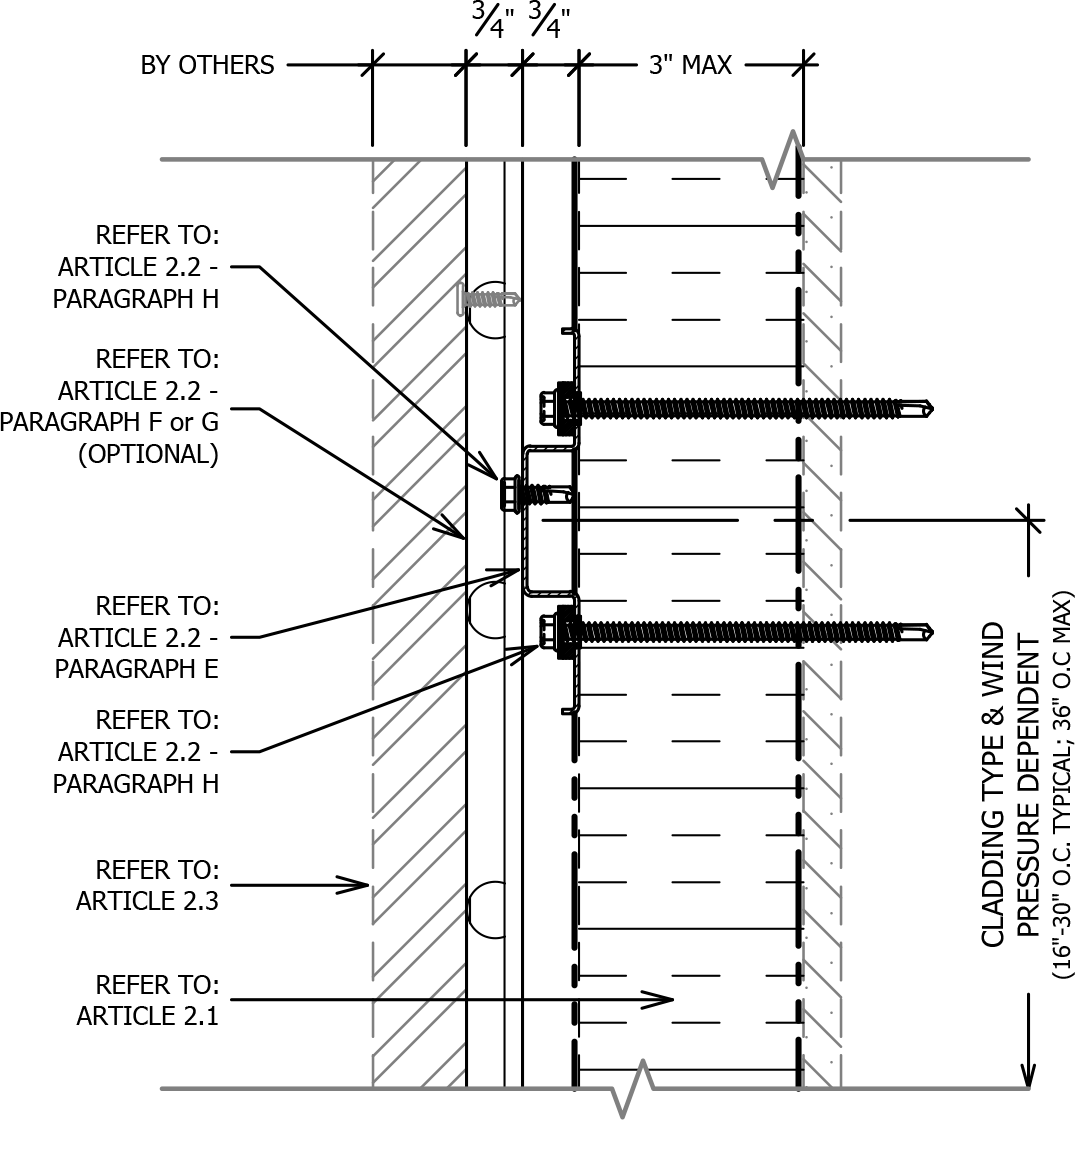 3/4" 3/4"
BY OTHERS
3" MAX
REFER TO:
ARTICLE 2.2 -
PARAGRAPH H
REFER TO:
ARTICLE 2.2 -
PARAGRAPH F or G
(OPTIONAL)
REFER TO:
ARTICLE 2.2 -
PARAGRAPH E
REFER TO:
ARTICLE 2.2 -
PARAGRAPH H
REFER TO:
ARTICLE 2.3
REFER TO:
ARTICLE 2.1
CLADDING TYPE & WIND
PRESSURE DEPENDENT
(16"-30" O.C. TYPICAL; 36" O.C MAX)